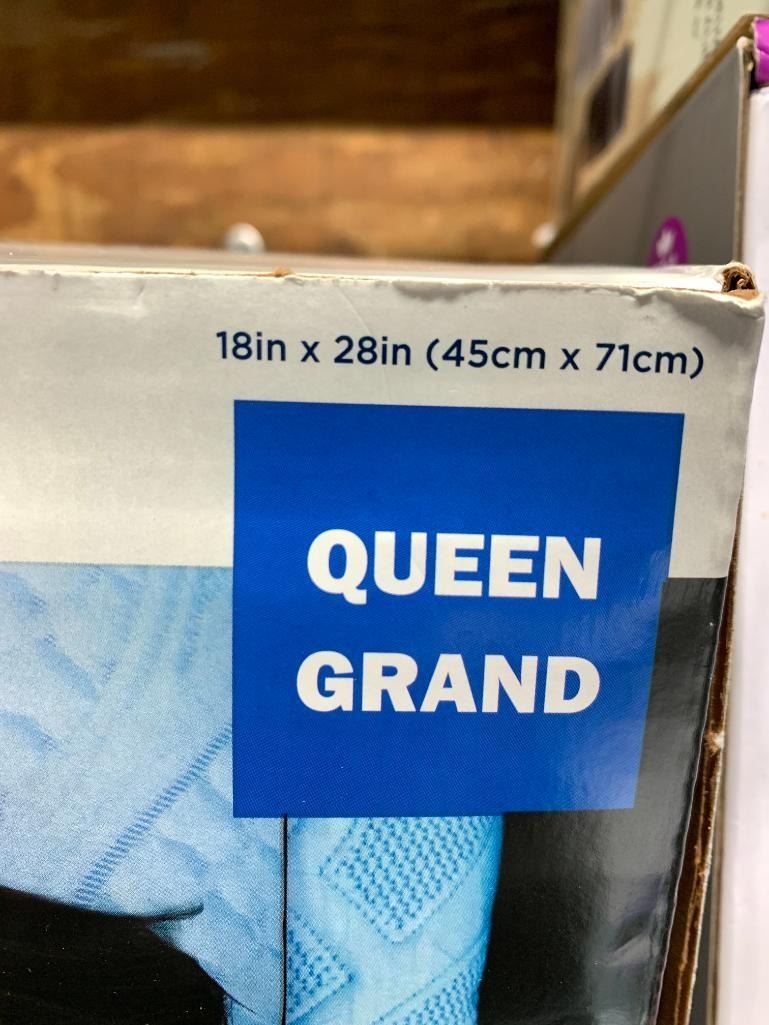 18in x 28in (45cm x 71cm)
QUEEN
GRAND